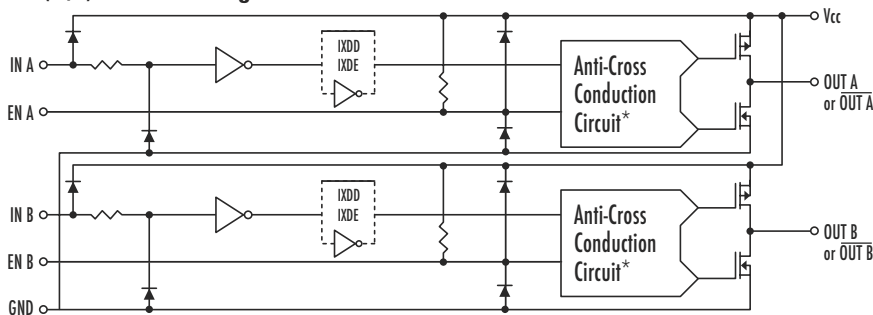 Vcc
IXDD
IXDE
IN A
Anti-Cross
Conduction
Circuit*
OUT A
or OUT A
EN A
IXDD
IXDE
IN B
Anti-Cross
Conduction
Circuit*
OUT B
or OUT B
EN B
GND